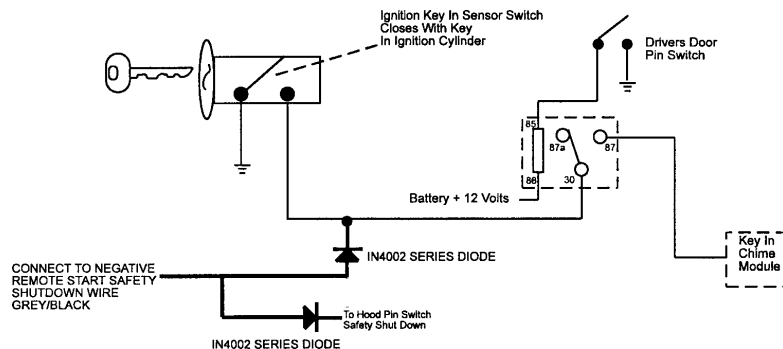 Ignition Key In Sensor Switch
Closes With Key
In Ignition Cylinder
Drivers Door
Pin Switch
85
87a
87
86
30
Battery + 12 Volts
Key In
Chime
Module
IN4002 SERIES DIODE
CONNECT TO NEGATIVE
REMOTE START SAFETY
SHUTDOWN WIRE
GREY/BLACK
To Hood Pin Switch
Safety Shut Down
IN4002 SERIES DIODE